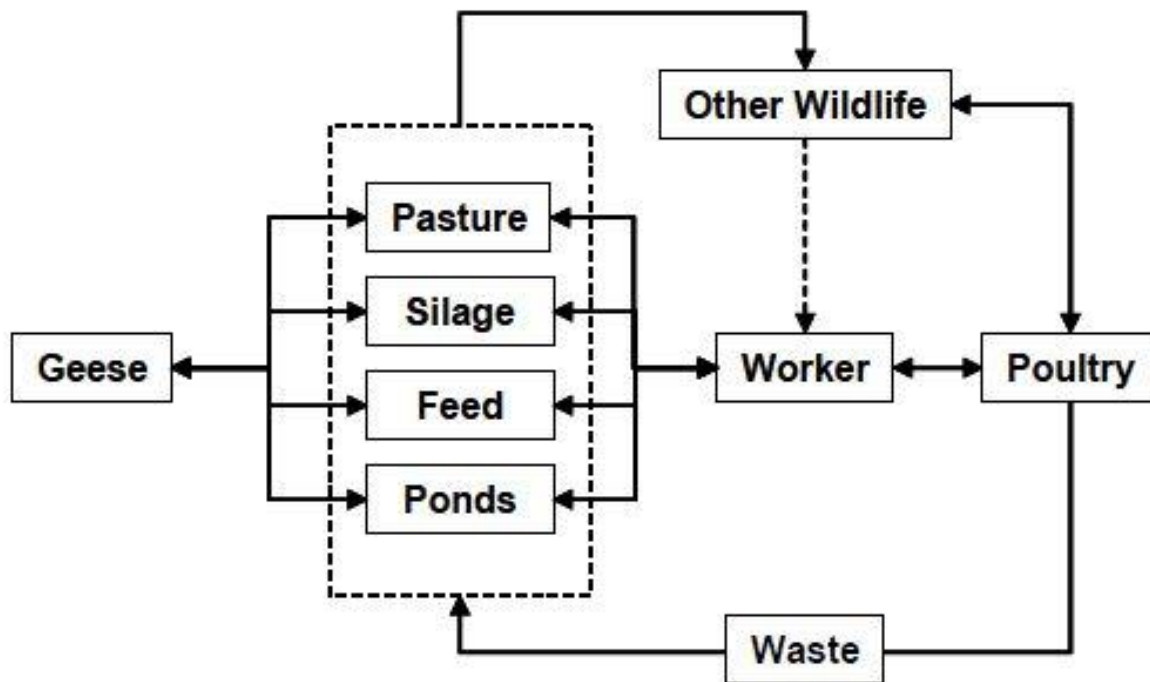 Other Wildlife
Pasture
Silage
Geese
Worker
Poultry
Feed
Ponds
Waste